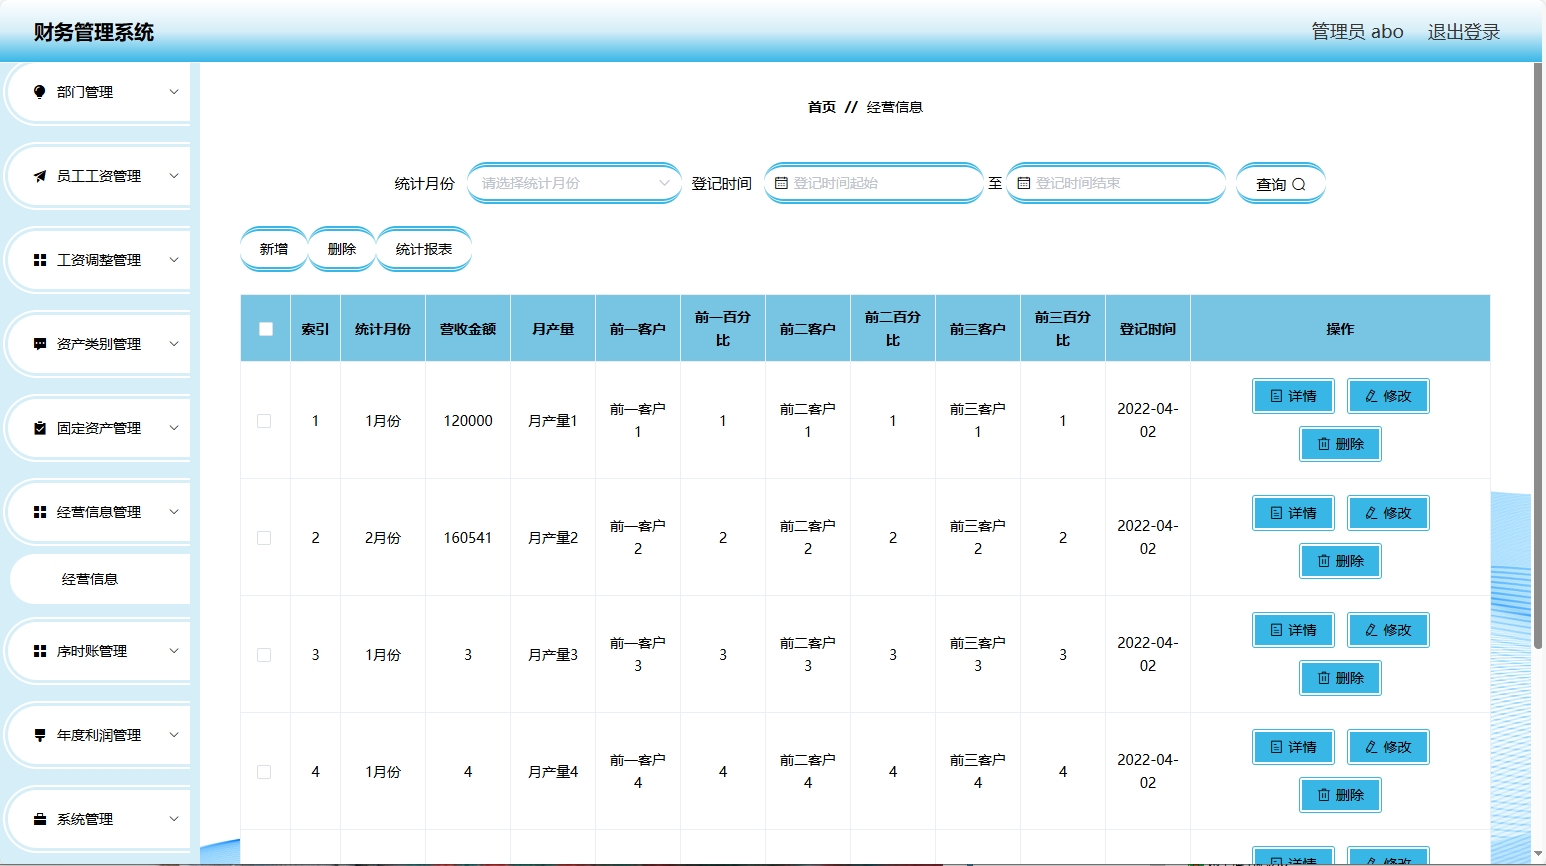 财务管理系统
管理员 abo 退出登录
部门管理
员工工资管理
工资调整管理
资产类别管理
固定资产管理
经营信息管理
经营信息
序时账管理
年度利润管理
系统管理
首页 // 经营信息
统计月份 请选择统计月份 登记时间 登记时间起始 至 登记时间结束 查询
新增 删除 统计报表
索引 统计月份 营收金额 月产量 前一客户 前一百分比 前二客户 前二百分比 前三客户 前三百分比 登记时间 操作
1 1月份 120000 月产量1 前一客户1 1 前二客户1 1 前三客户1 1 2022-04-02 详情 修改
删除
2 2月份 160541 月产量2 前一客户2 2 前二客户2 2 前三客户2 2 2022-04-02 详情 修改
删除
3 1月份 3 月产量3 前一客户3 3 前二客户3 3 前三客户3 3 2022-04-02 详情 修改
删除
4 1月份 4 月产量4 前一客户4 4 前二客户4 4 前三客户4 4 2022-04-02 详情 修改
删除
详情 修改